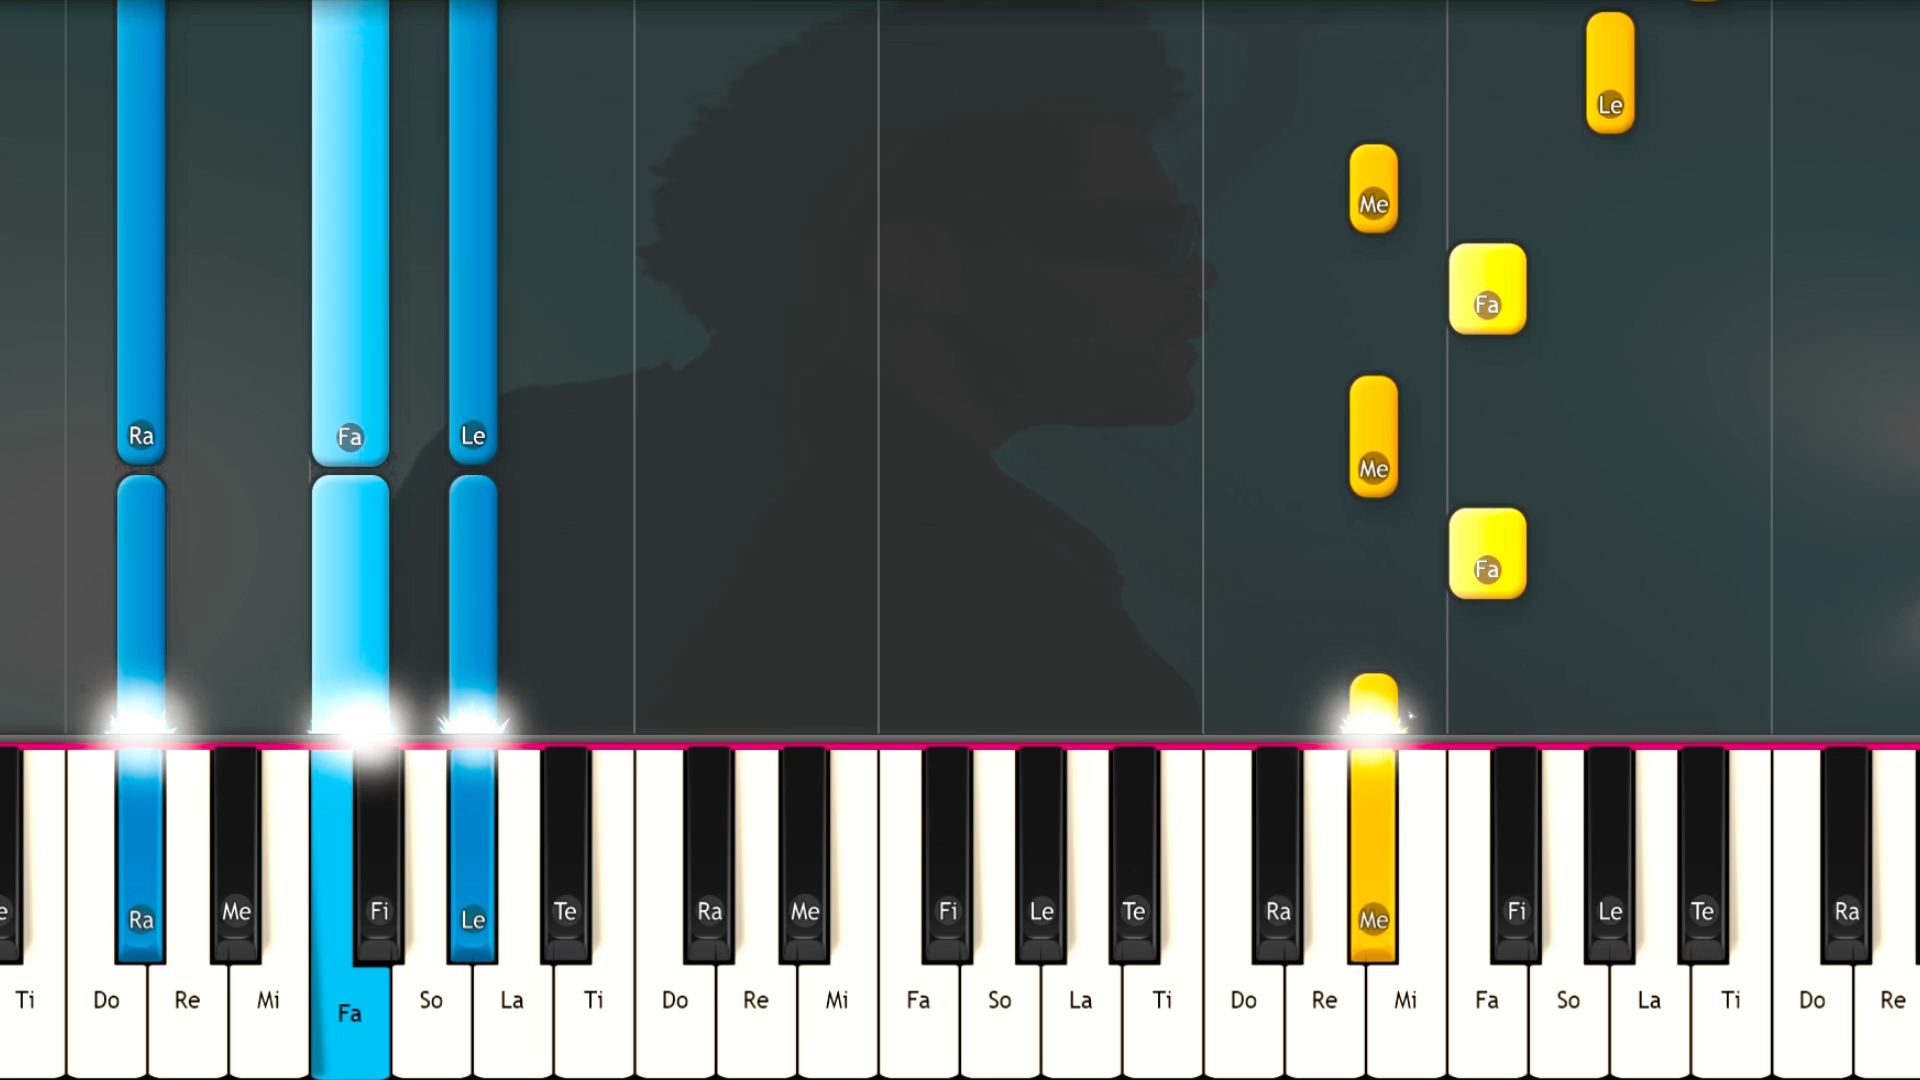 Le
Me
Fa
Ra Fa Le
Me
Fa
Ra Me Fi Le Te Ra Me Fi Le Te Ra Me Fi Le Te Ra
Ti Do Re Mi Fa So La Ti Do Re Mi Fa So La Ti Do Re Mi Fa So La Ti Do Re